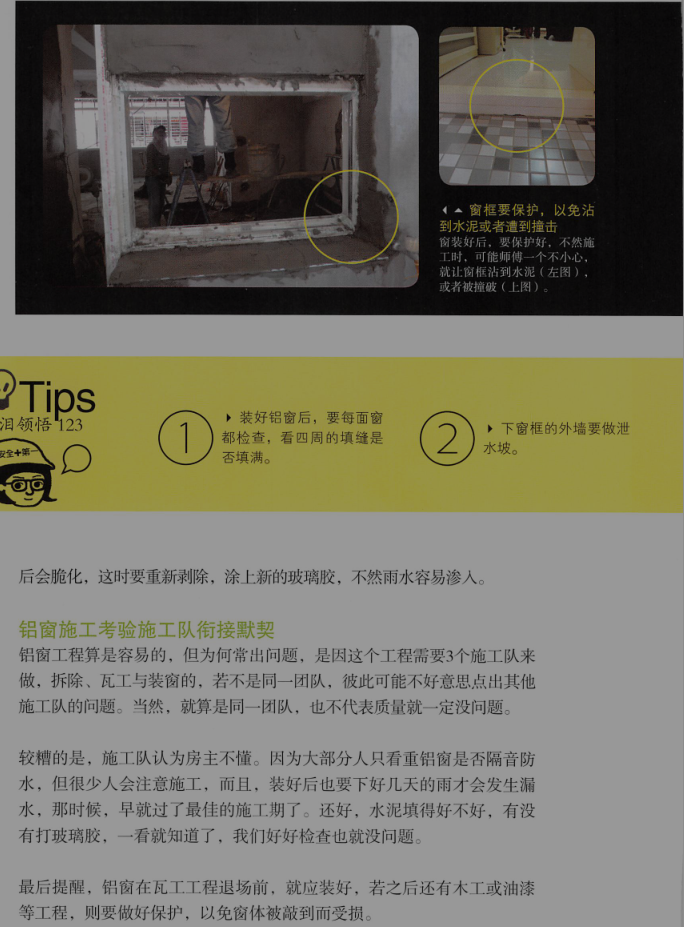 窗框要保护，以免沾
到水泥或者遭到撞击
窗装好后，要保护好，不然施
工时，可能师傅一个不小心，
就让窗框沾到水泥（左图），
或者被撞破（上图）。
Tips
泪领悟 123
安全+第一
1
装好铝窗后，要每面窗
都检查，看四周的填缝是
否填满。
2
下窗框的外墙要做泄
水坡。
后会脆化，这时要重新剥除，涂上新的玻璃胶，不然雨水容易渗入。
铝窗施工考验施工队衔接默契
铝窗工程算是容易的，但为何常出问题，是因这个工程需要3个施工队来
做，拆除、瓦工与装窗的，若不是同一团队，彼此可能不好意思点出其他
施工队的问题。当然，就算是同一团队，也不代表质量就一定没问题。
较糟的是，施工队认为房主不懂。因为大部分人只看重铝窗是否隔音防
水，但很少人会注意施工，而且，装好后也要下好几天的雨才会发生漏
水，那时候，早就过了最佳的施工期了。还好，水泥填得好不好，有没
有打玻璃胶，一看就知道了，我们好好检查也就没问题。
最后提醒，铝窗在瓦工工程退场前，就应装好，若之后还有木工或油漆
等工程，则要做好保护，以免窗体被敲到而受损。